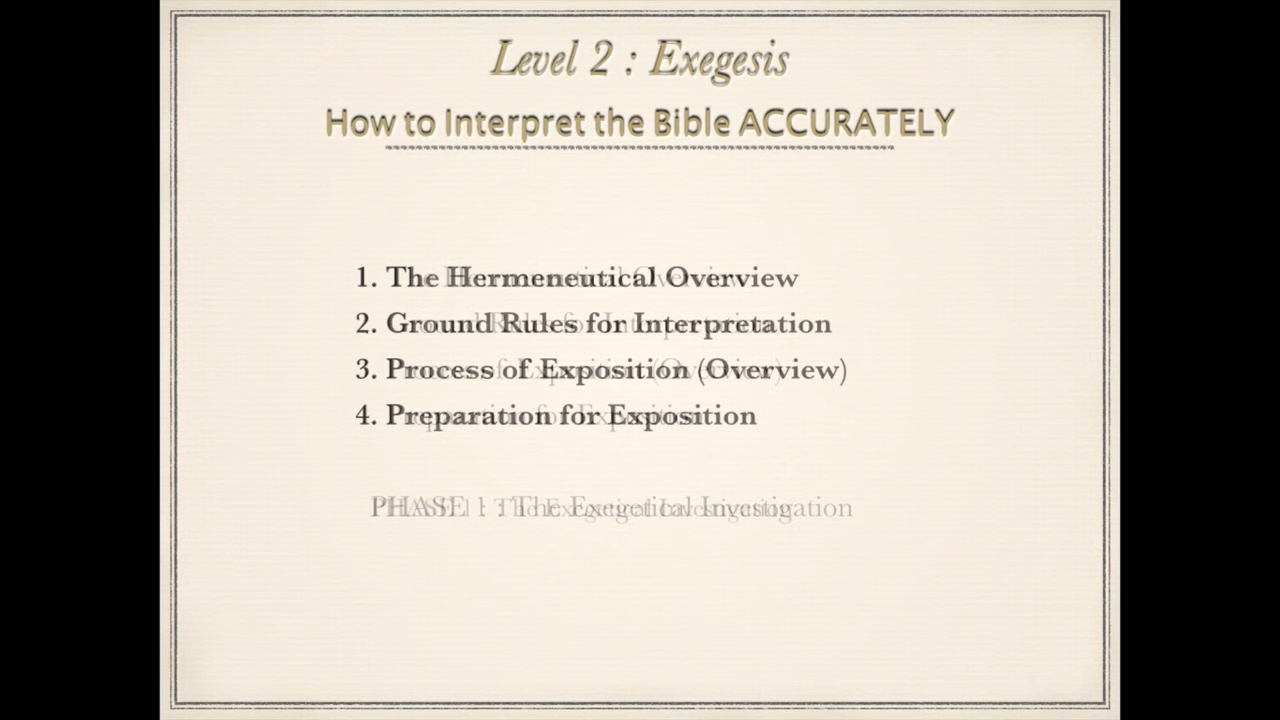 Level 2 : Exegesis
How to Interpret the Bible ACCURATELY
1. The Hermeneutical Overview
2. Ground Rules for Interpretation
3. Process of Exposition (Overview)
4. Preparation for Exposition
PHASE 1 : The Exegetical Investigation